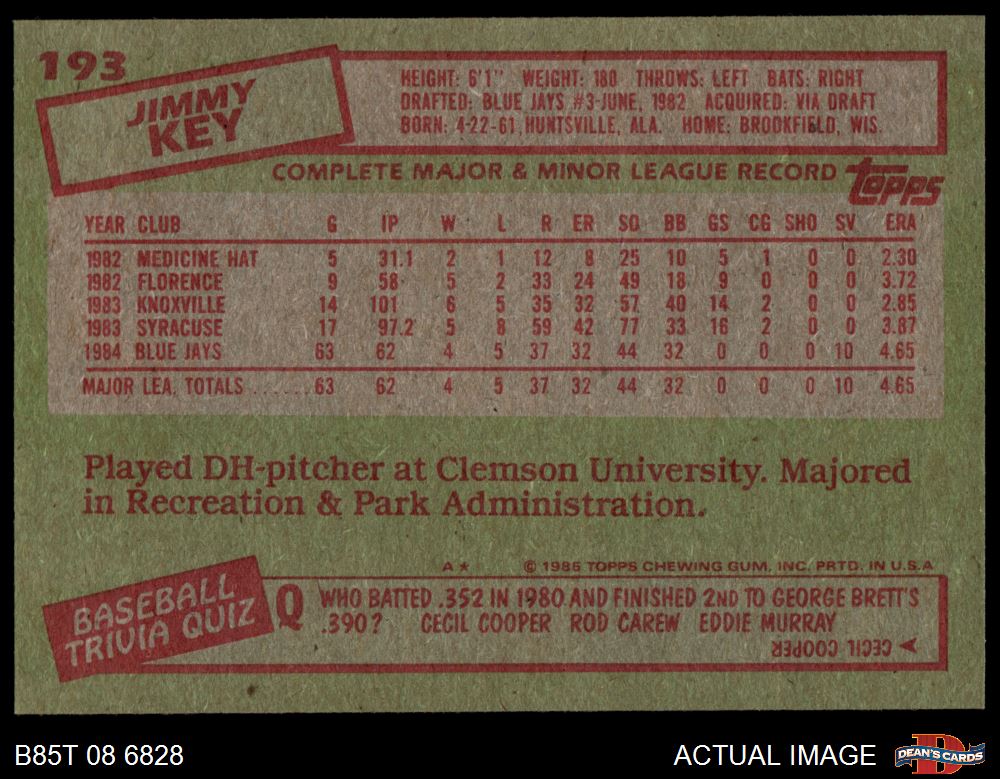 193
JIMMY
KEY
HEIGHT: 6'1" WEIGHT: 180 THROWS: LEFT BATS: RIGHT
DRAFTED: BLUE JAYS #3-JUNE, 1982 ACQUIRED: VIA DRAFT
BORN: 4-22-61, HUNTSVILLE, ALA. HOME: BROOKFIELD, WIS.
COMPLETE MAJOR & MINOR LEAGUE RECORD topps
YEAR CLUB G IP W L R ER SO BB GS CG SHO SV ERA
1982 MEDICINE HAT 5 31.1 2 1 12 8 25 10 5 1 0 0 2.30
1982 FLORENCE 9 58 5 2 33 24 49 18 9 0 0 0 3.72
1983 KNOXVILLE 14 101 6 5 35 32 57 40 14 2 0 0 2.85
1983 SYRACUSE 17 97.2 5 8 59 42 77 33 16 2 0 0 3.87
1984 BLUE JAYS 63 62 4 5 37 32 44 32 0 0 0 10 4.65
MAJOR LEA. TOTALS .......63 62 4 5 37 32 44 32 0 0 0 10 4.65
Played DH-pitcher at Clemson University. Majored
in Recreation & Park Administration.
A* © 1985 TOPPS CHEWING GUM, INC. PRTD. IN U.S.A
BASEBALL
TRIVIA QUIZ
Q WHO BATTED .352 IN 1980 AND FINISHED 2ND TO GEORGE BRETT'S
.390? CECIL COOPER ROD CAREW EDDIE MURRAY
CECIL COOPER
B85T 08 6828 ACTUAL IMAGE DEAN'S CARDS